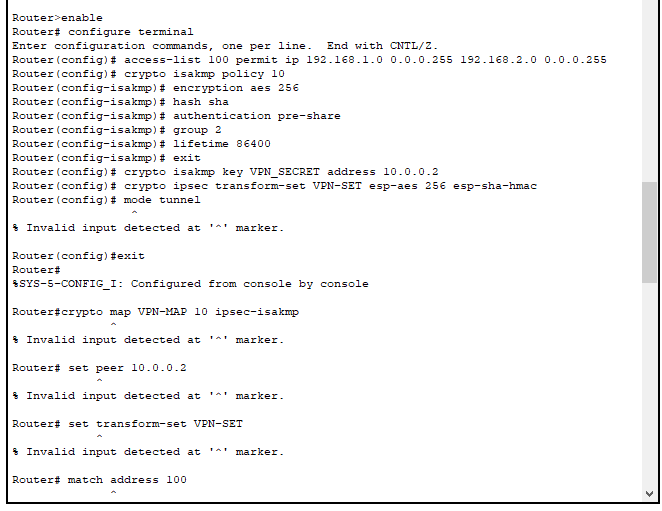 Router>enable
Router# configure terminal
Enter configuration commands, one per line.  End with CNTL/Z.
Router(config)# access-list 100 permit ip 192.168.1.0 0.0.0.255 192.168.2.0 0.0.0.255
Router(config)# crypto isakmp policy 10
Router(config-isakmp)# encryption aes 256
Router(config-isakmp)# hash sha
Router(config-isakmp)# authentication pre-share
Router(config-isakmp)# group 2
Router(config-isakmp)# lifetime 86400
Router(config-isakmp)# exit
Router(config)# crypto isakmp key VPN_SECRET address 10.0.0.2
Router(config)# crypto ipsec transform-set VPN-SET esp-aes 256 esp-sha-hmac
Router(config)# mode tunnel
^
% Invalid input detected at '^' marker.
Router(config)#exit
Router#
%SYS-5-CONFIG_I: Configured from console by console
Router#crypto map VPN-MAP 10 ipsec-isakmp
^
% Invalid input detected at '^' marker.
Router# set peer 10.0.0.2
^
% Invalid input detected at '^' marker.
Router# set transform-set VPN-SET
^
% Invalid input detected at '^' marker.
Router# match address 100
^